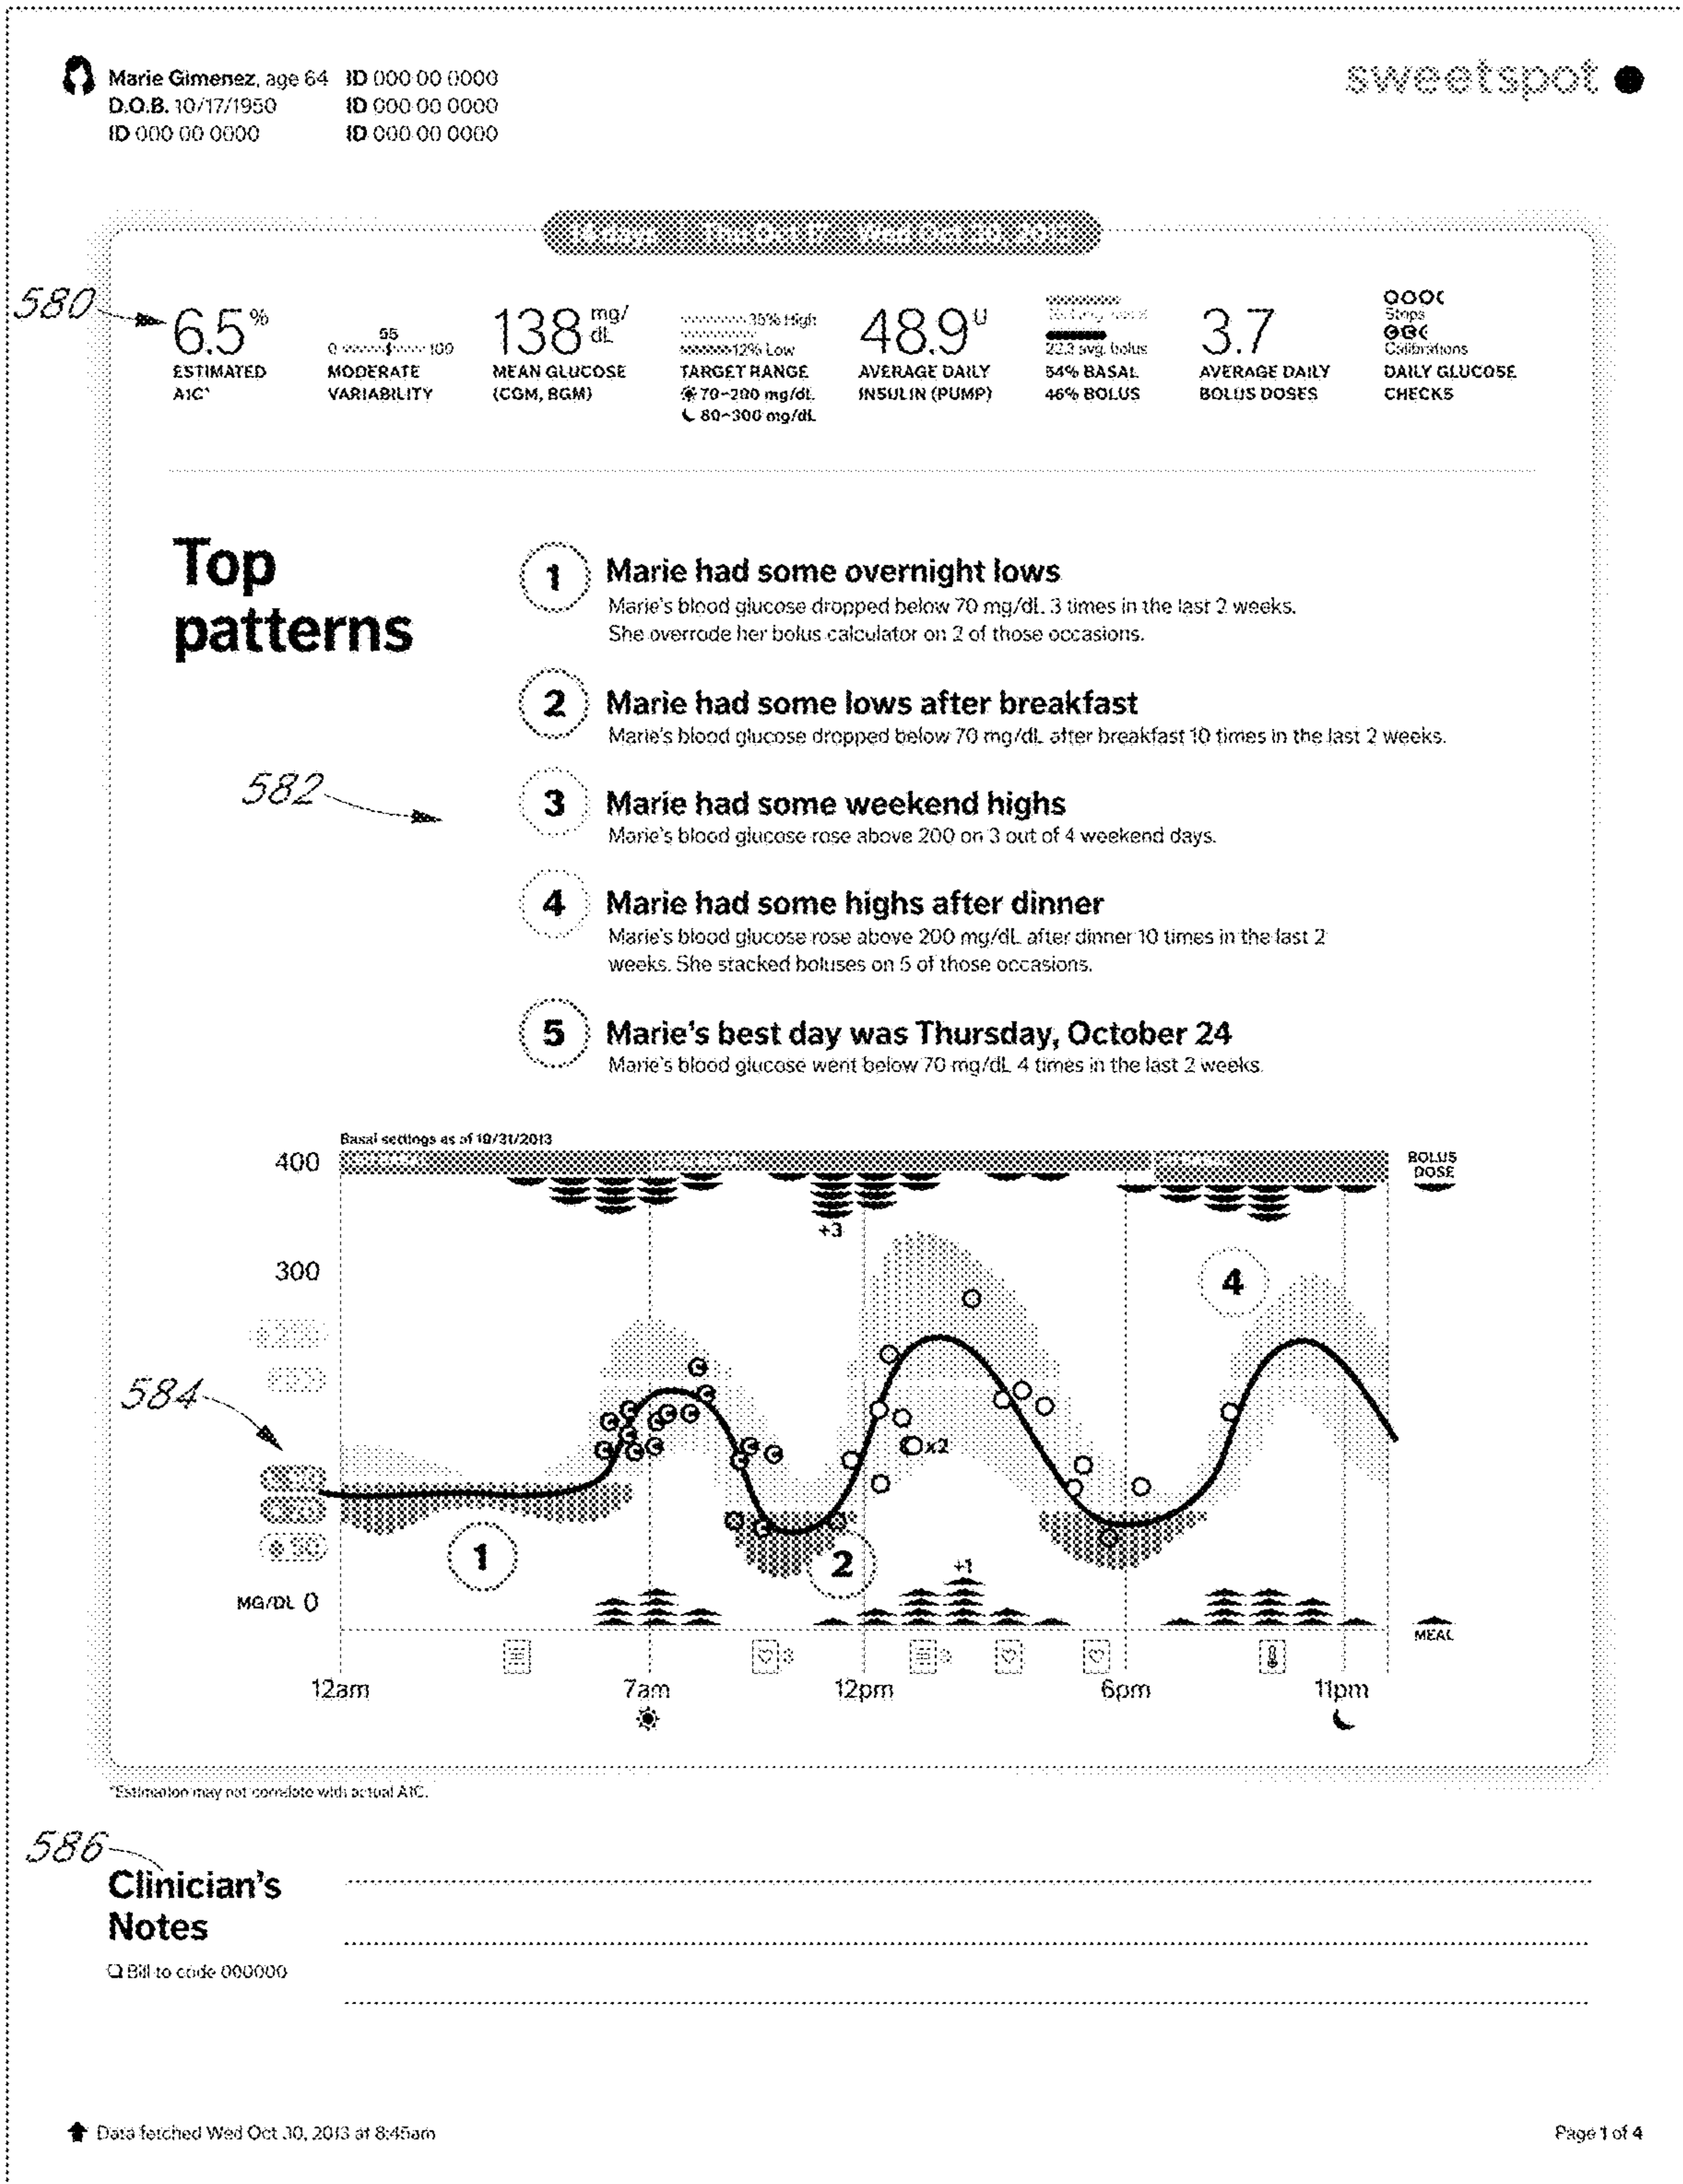 Marie Gimenez, age 64 ID 000 00 0000
D.O.B. 10/17/1950 ID 000 00 0000
ID 000 00 0000 ID 000 00 0000
sweetspot
14 days Thu Oct 17 Wed Oct 30, 2013
580
6.5%
ESTIMATED
A1C*
55
0 100
MODERATE
VARIABILITY
138 mg/dL
MEAN GLUCOSE
(CGM, BGM)
35% High
12% Low
TARGET RANGE
70-200 mg/dL
80-300 mg/dL
48.9U
AVERAGE DAILY
INSULIN (PUMP)
22.3 avg. bolus
54% BASAL
46% BOLUS
3.7
AVERAGE DAILY
BOLUS DOSES
Strips
Calibrations
DAILY GLUCOSE
CHECKS
Top
patterns
1 Marie had some overnight lows
Marie's blood glucose dropped below 70 mg/dL 3 times in the last 2 weeks.
She overrode her bolus calculator on 2 of those occasions.
2 Marie had some lows after breakfast
Marie's blood glucose dropped below 70 mg/dL after breakfast 10 times in the last 2 weeks.
582
3 Marie had some weekend highs
Marie's blood glucose rose above 200 on 3 out of 4 weekend days.
4 Marie had some highs after dinner
Marie's blood glucose rose above 200 mg/dL after dinner 10 times in the last 2
weeks. She stacked boluses on 5 of those occasions.
5 Marie's best day was Thursday, October 24
Marie's blood glucose went below 70 mg/dL 4 times in the last 2 weeks.
Basal settings as of 10/31/2013
400
BOLUS
DOSE
+3
300
4
584
x2
1
2
+1
MG/DL 0
MEAL
3
3
12am 7am 12pm 6pm 11pm
*Estimation may not correlate with actual A1C.
586
Clinician's
Notes
Bill to code 000000
Data fetched Wed Oct 30, 2013 at 8:45am
Page 1 of 4